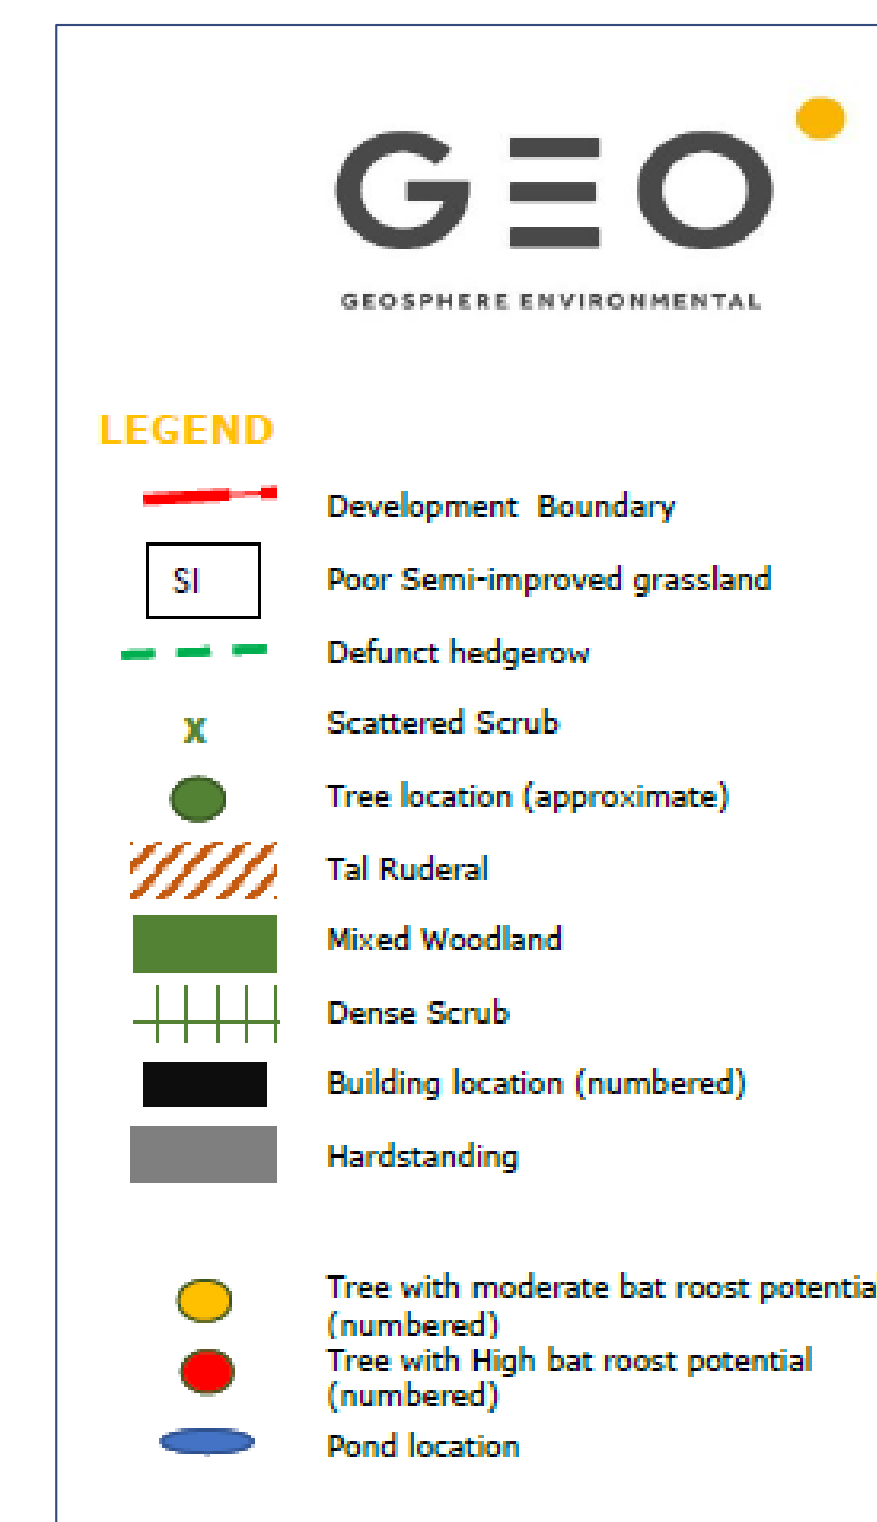 GEO
GEOSPHERE ENVIRONMENTAL
LEGEND
Development Boundary
SI Poor Semi-improved grassland
Defunct hedgerow
x Scattered Scrub
Tree location (approximate)
Tal Ruderal
Mixed Woodland
Dense Scrub
Building location (numbered)
Hardstanding
Tree with moderate bat roost potential
(numbered)
Tree with High bat roost potential
(numbered)
Pond location